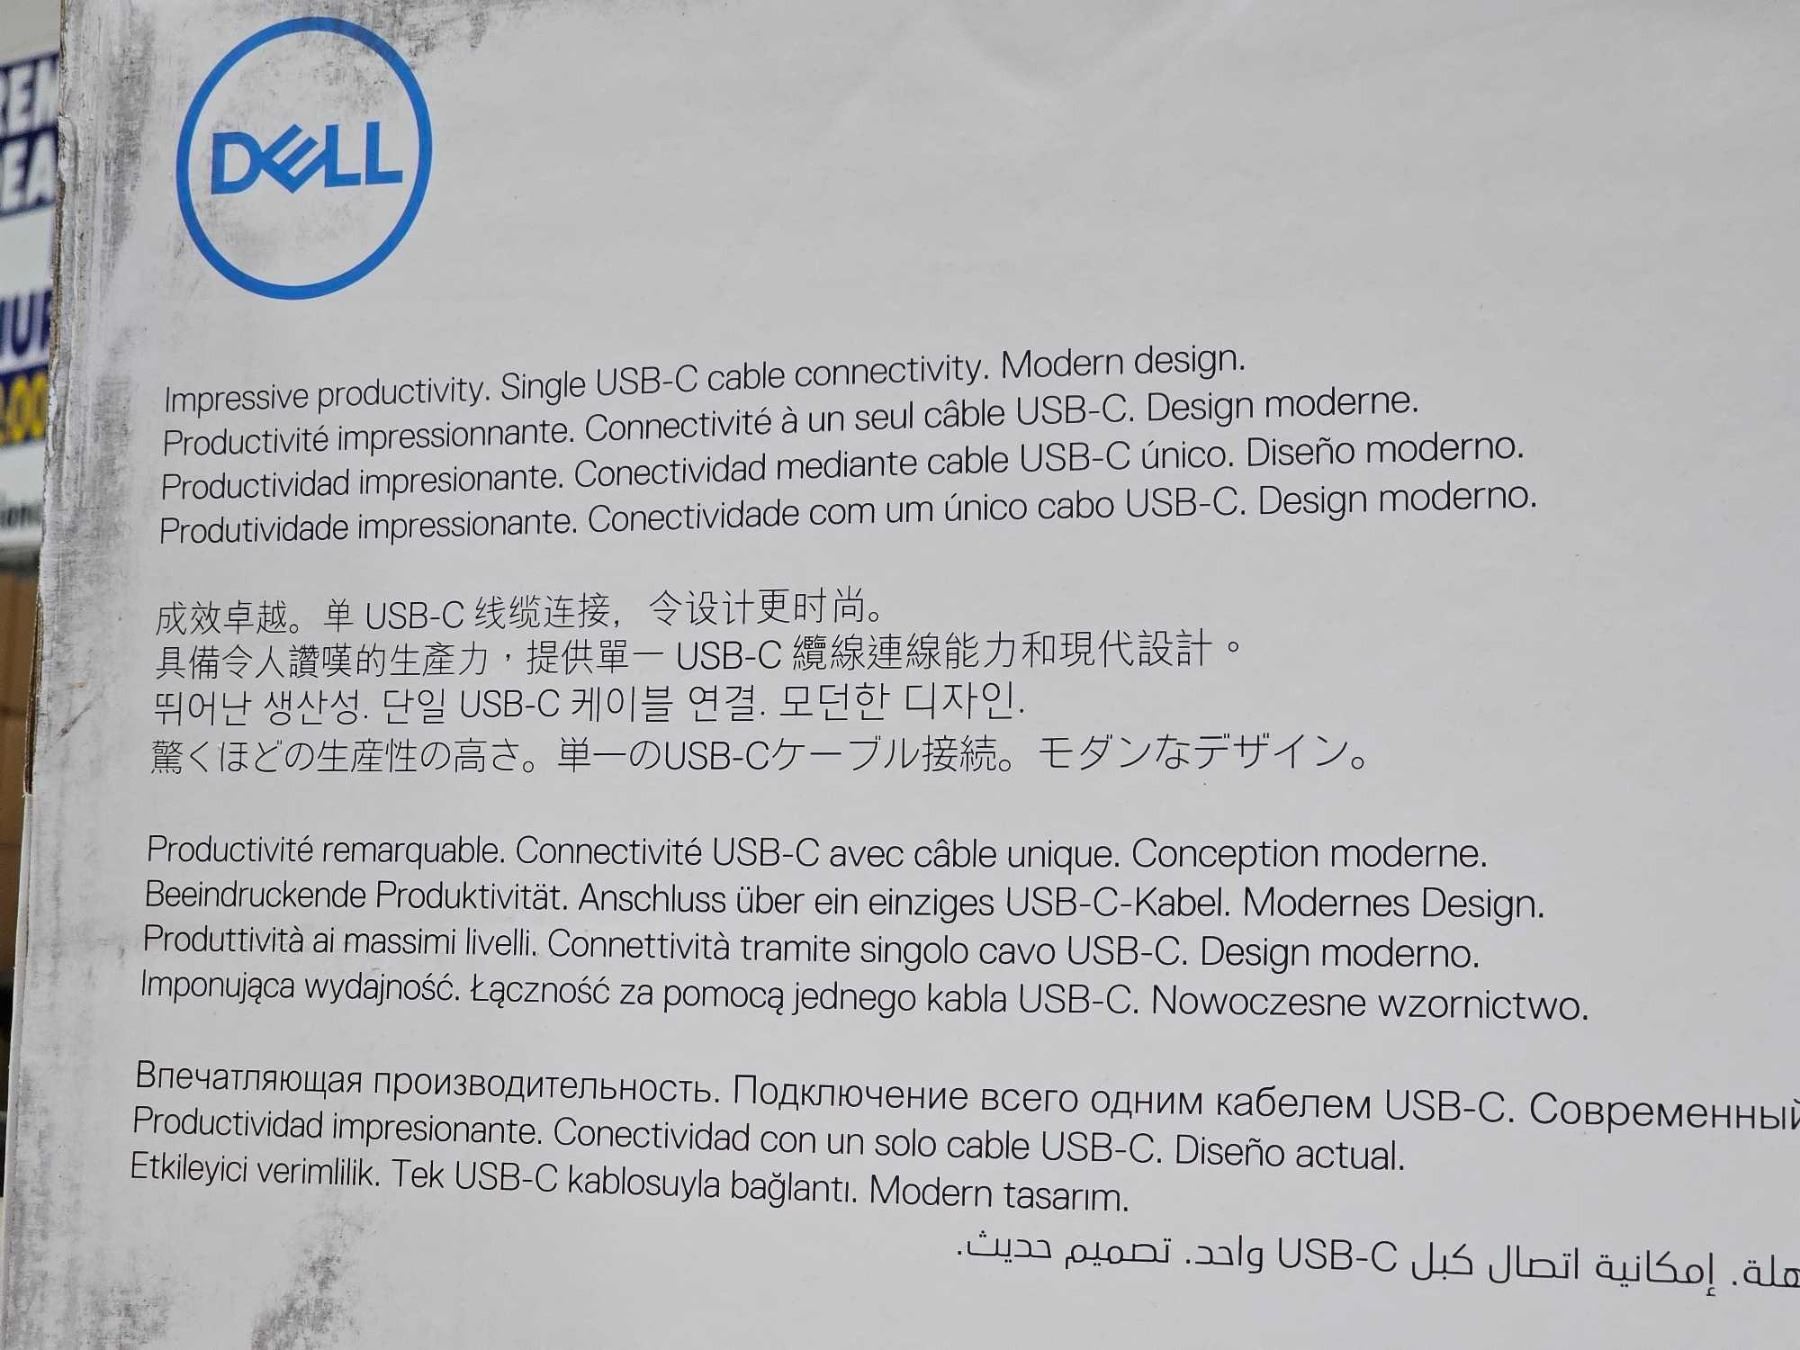 DELL
Impressive productivity. Single USB-C cable connectivity. Modern design.
Productivité impressionnante. Connectivité à un seul câble USB-C. Design moderne.
Productividad impresionante. Conectividad mediante cable USB-C único. Diseño moderno.
Produtividade impressionante. Conectividade com um único cabo USB-C. Design moderno.
成效卓越。单 USB-C 线缆连接，令设计更时尚。
具備令人讚嘆的生產力，提供單一 USB-C 纜線連線能力和現代設計。
뛰어난 생산성. 단일 USB-C 케이블 연결. 모던한 디자인.
驚くほどの生産性の高さ。単一のUSB-Cケーブル接続。モダンなデザイン。
Productivité remarquable. Connectivité USB-C avec câble unique. Conception moderne.
Beeindruckende Produktivität. Anschluss über ein einziges USB-C-Kabel. Modernes Design.
Produttività ai massimi livelli. Connettività tramite singolo cavo USB-C. Design moderno.
Imponująca wydajność. Łączność za pomocą jednego kabla USB-C. Nowoczesne wzornictwo.
Впечатляющая производительность. Подключение всего одним кабелем USB-C. Современный
Productividad impresionante. Conectividad con un solo cable USB-C. Diseño actual.
Etkileyici verimlilik. Tek USB-C kablosuyla bağlantı. Modern tasarım.
إمكانية اتصال كبل USB-C واحد. تصميم حديث.